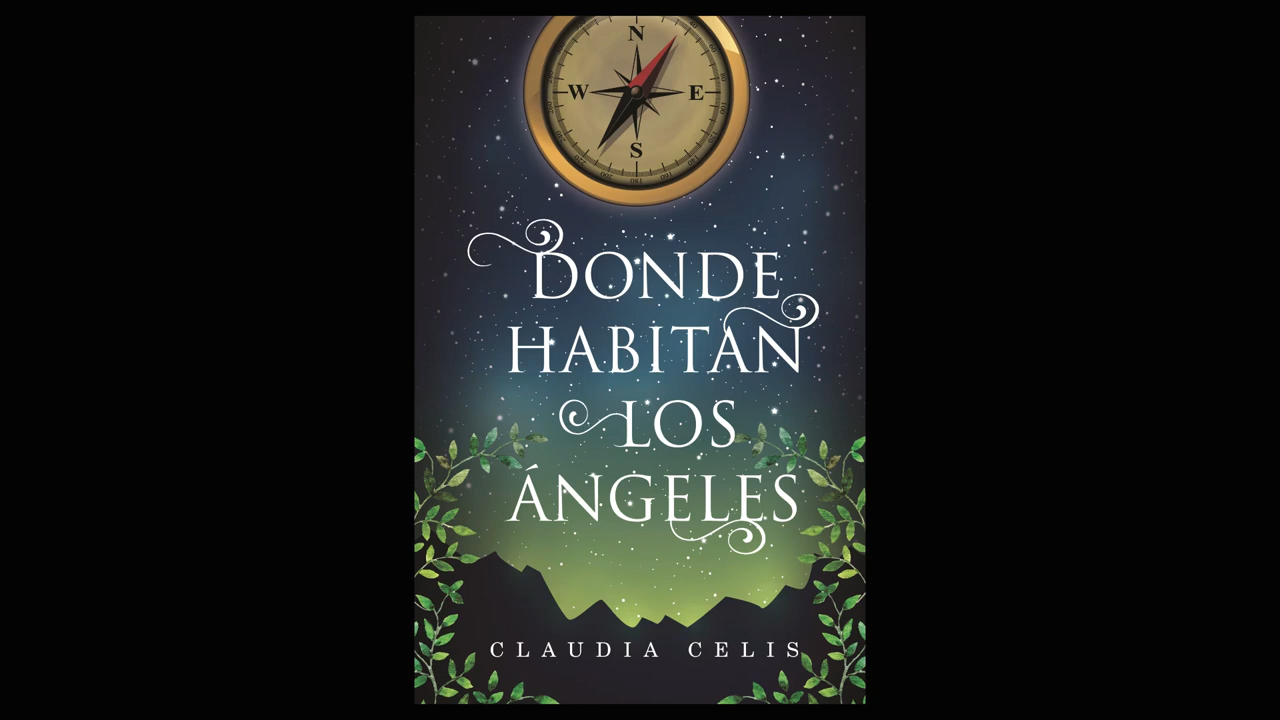 N
W E
S
DONDE
HABITAN
LOS
ÁNGELES
CLAUDIA CELIS